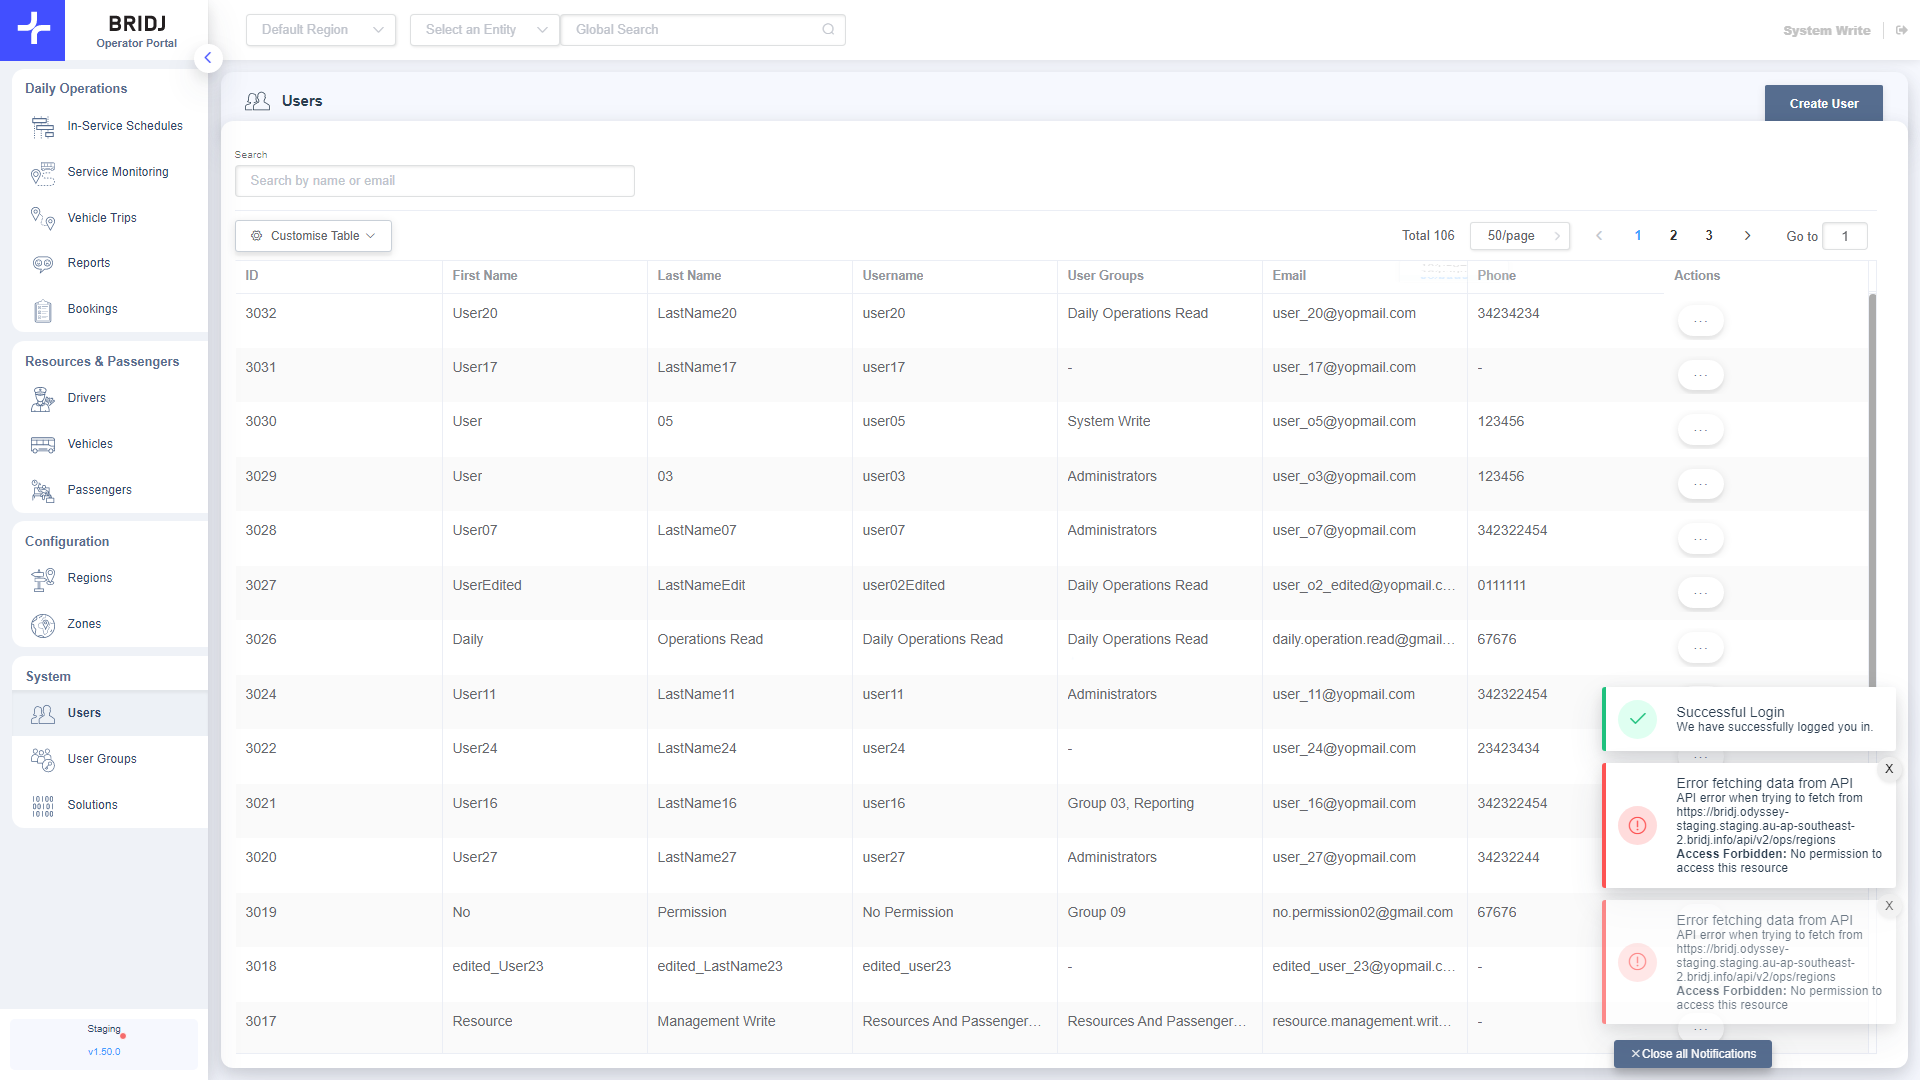 BRIDJ
Operator Portal
Default Region
Select an Entity
Global Search
System Write
Daily Operations
In-Service Schedules
Service Monitoring
Vehicle Trips
Reports
Bookings
Resources & Passengers
Drivers
Vehicles
Passengers
Configuration
Regions
Zones
System
Users
User Groups
Solutions
Staging
v1.50.0
Users
Create User
Search
Search by name or email
Customise Table
Total 106
50/page
1 2 3
Go to 1
ID First Name Last Name Username User Groups Email Phone Actions
3032 User20 LastName20 user20 Daily Operations Read user_20@yopmail.com 34234234 ...
3031 User17 LastName17 user17 - user_17@yopmail.com - ...
3030 User 05 user05 System Write user_o5@yopmail.com 123456 ...
3029 User 03 user03 Administrators user_o3@yopmail.com 123456 ...
3028 User07 LastName07 user07 Administrators user_o7@yopmail.com 342322454 ...
3027 UserEdited LastNameEdit user02Edited Daily Operations Read user_o2_edited@yopmail.c... 0111111 ...
3026 Daily Operations Read Daily Operations Read Daily Operations Read daily.operation.read@gmail... 67676 ...
3024 User11 LastName11 user11 Administrators user_11@yopmail.com 342322454
3022 User24 LastName24 user24 - user_24@yopmail.com 23423434 ...
3021 User16 LastName16 user16 Group 03, Reporting user_16@yopmail.com 342322454
3020 User27 LastName27 user27 Administrators user_27@yopmail.com 34232244
3019 No Permission No Permission Group 09 no.permission02@gmail.com 67676
3018 edited_User23 edited_LastName23 edited_user23 - edited_user_23@yopmail.c... -
3017 Resource Management Write Resources And Passenger... Resources And Passenger... resource.management.writ... - ...
Successful Login
We have successfully logged you in.
X
Error fetching data from API
API error when trying to fetch from
https://bridj.odyssey-
staging.staging.au-ap-southeast-
2.bridj.info/api/v2/ops/regions
Access Forbidden: No permission to
access this resource
X
Error fetching data from API
API error when trying to fetch from
https://bridj.odyssey-
staging.staging.au-ap-southeast-
2.bridj.info/api/v2/ops/regions
Access Forbidden: No permission to
access this resource
Close all Notifications